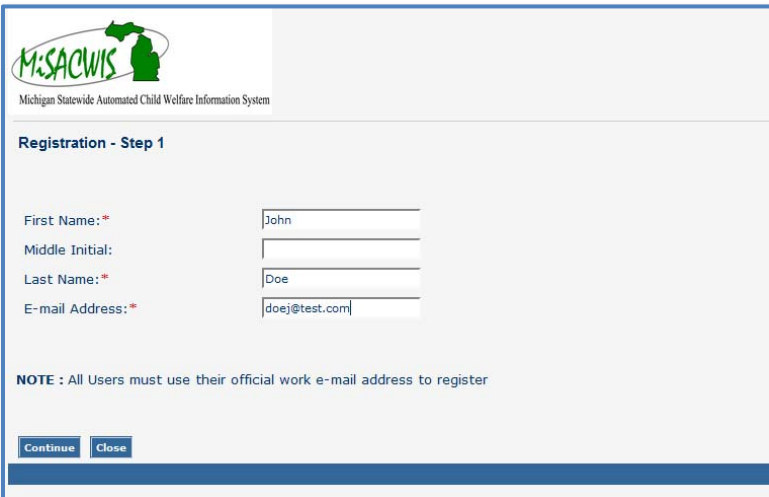 MiSACWIS
Michigan Statewide Automated Child Welfare Information System
Registration - Step 1
First Name:* John
Middle Initial:
Last Name:* Doe
E-mail Address:* doej@test.com
NOTE : All Users must use their official work e-mail address to register
Continue Close